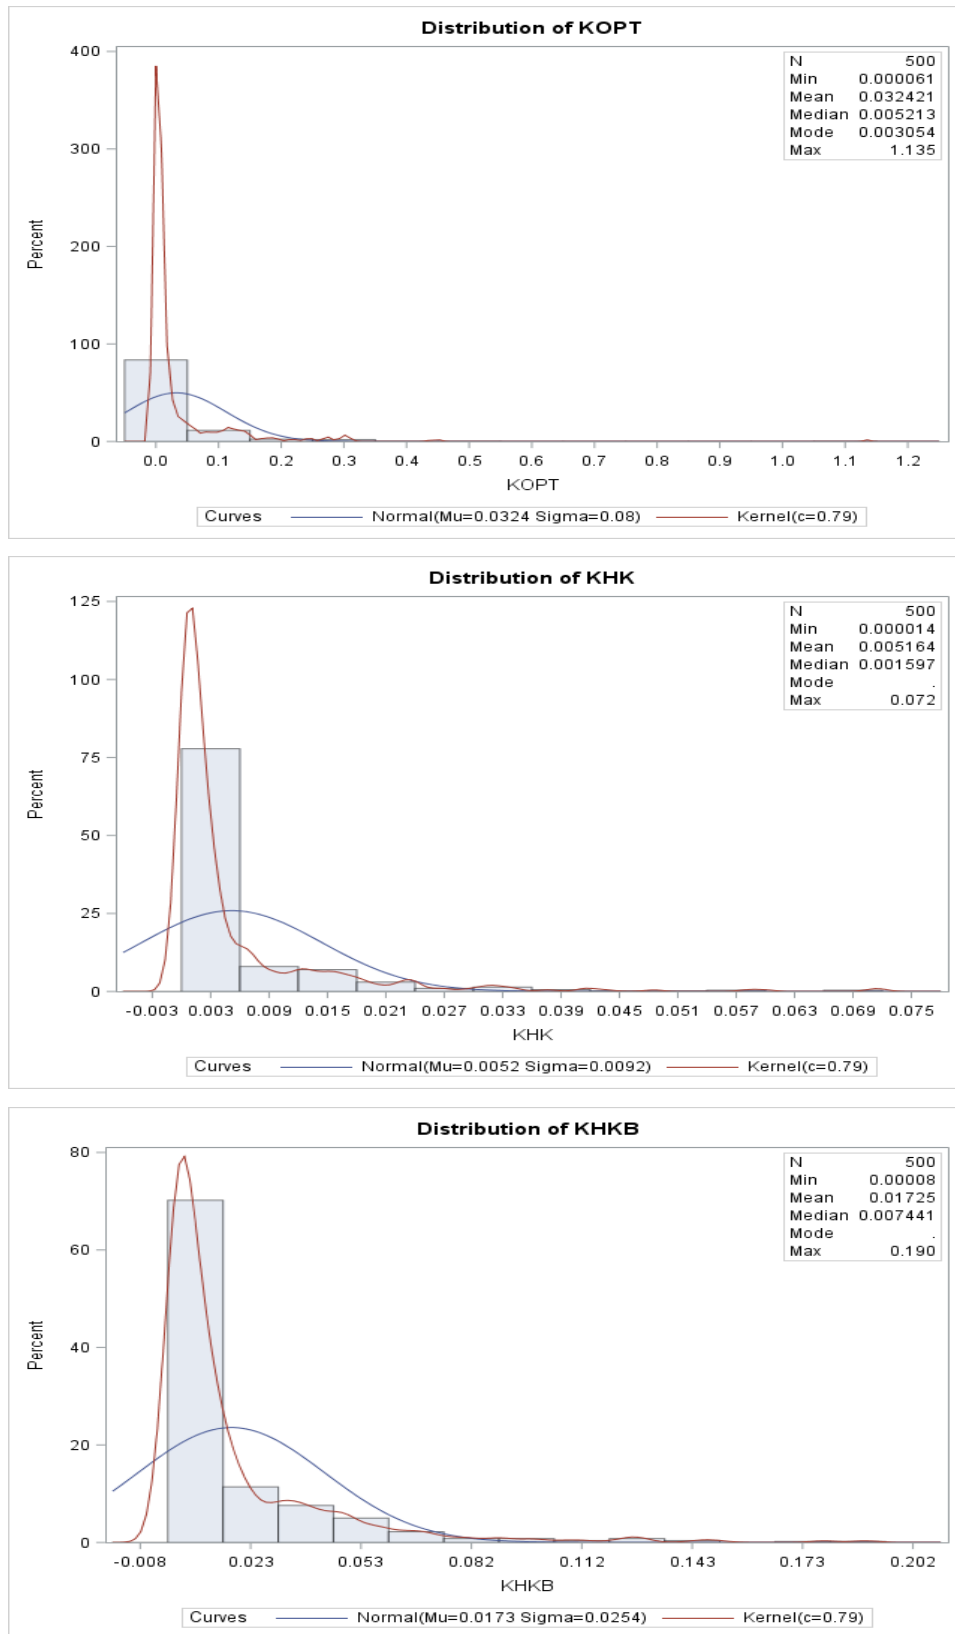 Distribution of KOPT
N 500
Min 0.000061
Mean 0.032421
Median 0.005213
Mode 0.003054
Max 1.135
Percent
400
300
200
100
0
0.0 0.1 0.2 0.3 0.4 0.5 0.6 0.7 0.8 0.9 1.0 1.1 1.2
KOPT
Curves Normal(Mu=0.0324 Sigma=0.08) Kernel(c=0.79)
Distribution of KHK
N 500
Min 0.000014
Mean 0.005164
Median 0.001597
Mode .
Max 0.072
Percent
125
100
75
50
25
0
-0.003 0.003 0.009 0.015 0.021 0.027 0.033 0.039 0.045 0.051 0.057 0.063 0.069 0.075
KHK
Curves Normal(Mu=0.0052 Sigma=0.0092) Kernel(c=0.79)
Distribution of KHKB
N 500
Min 0.00008
Mean 0.01725
Median 0.007441
Mode .
Max 0.190
Percent
80
60
40
20
0
-0.008 0.023 0.053 0.082 0.112 0.143 0.173 0.202
KHKB
Curves Normal(Mu=0.0173 Sigma=0.0254) Kernel(c=0.79)